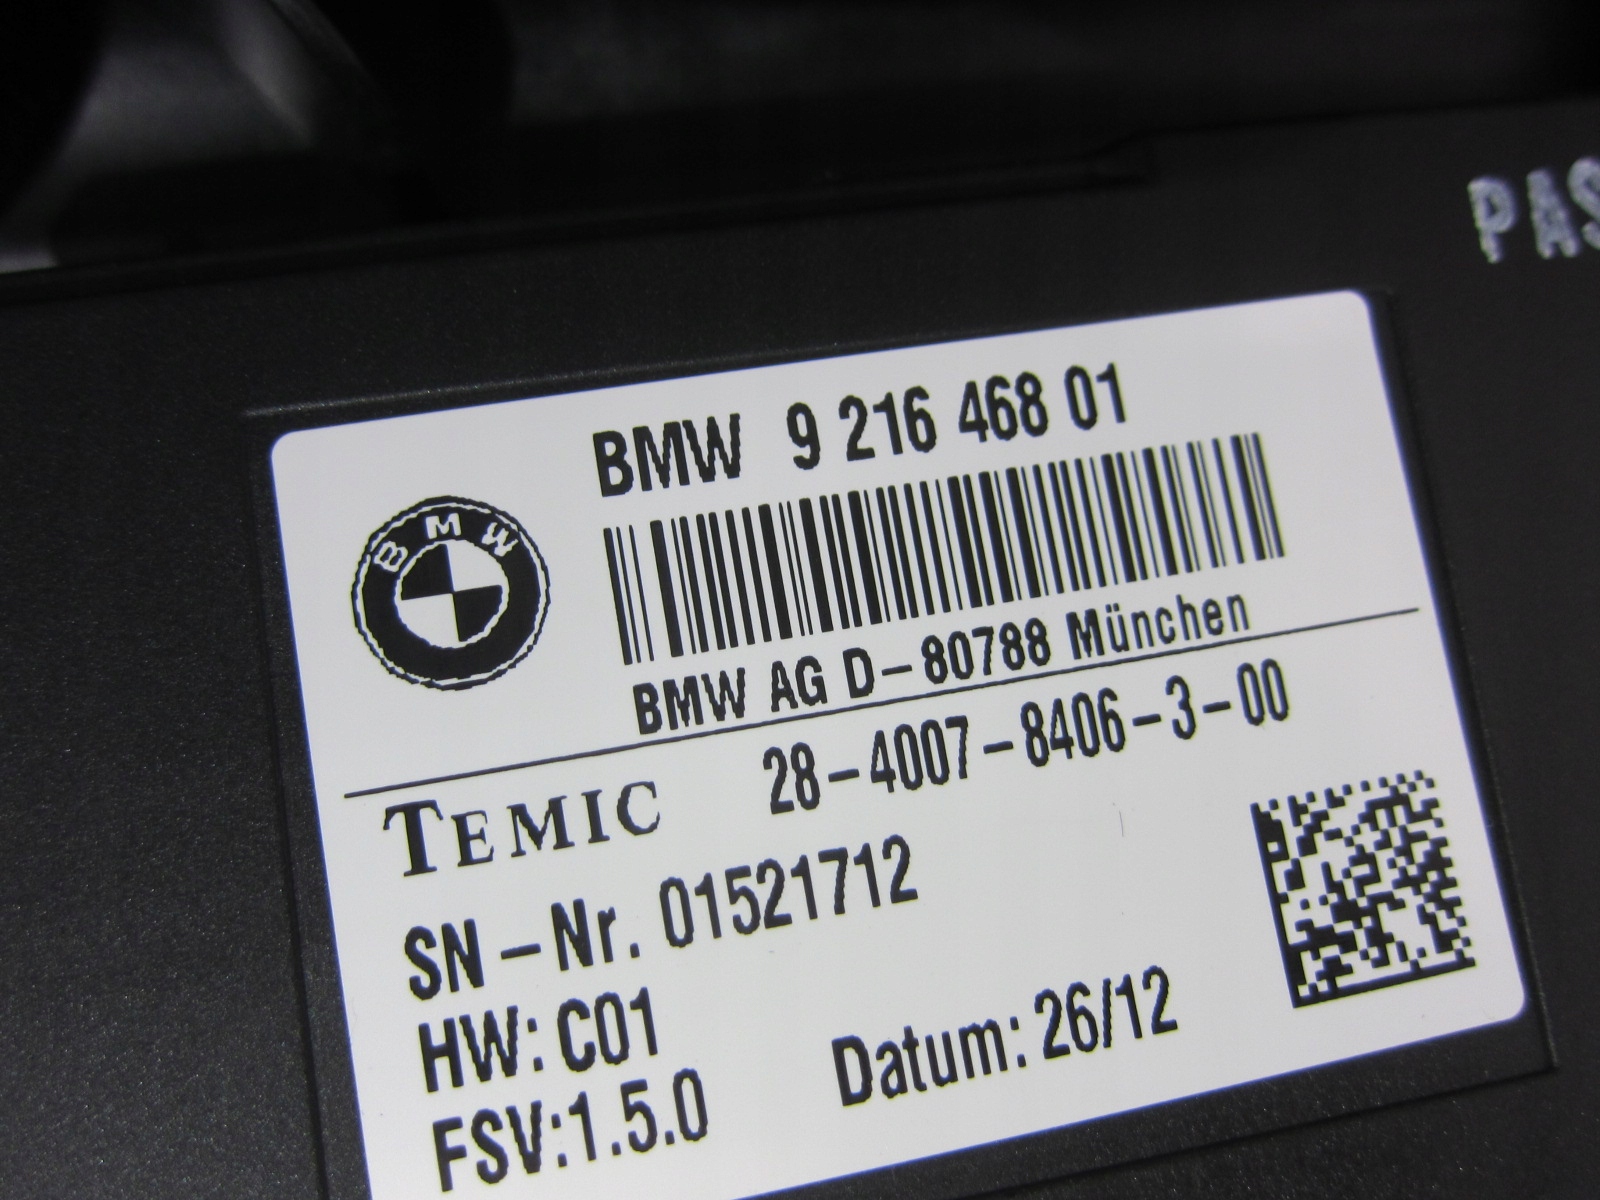 PAS
BMW 9 216 468 01
BMW
BMW AG D-80788 München
TEMIC 28-4007-8406-3-00
SN-Nr. 01521712
HW: C01
Datum: 26/12
FSV:1.5.0